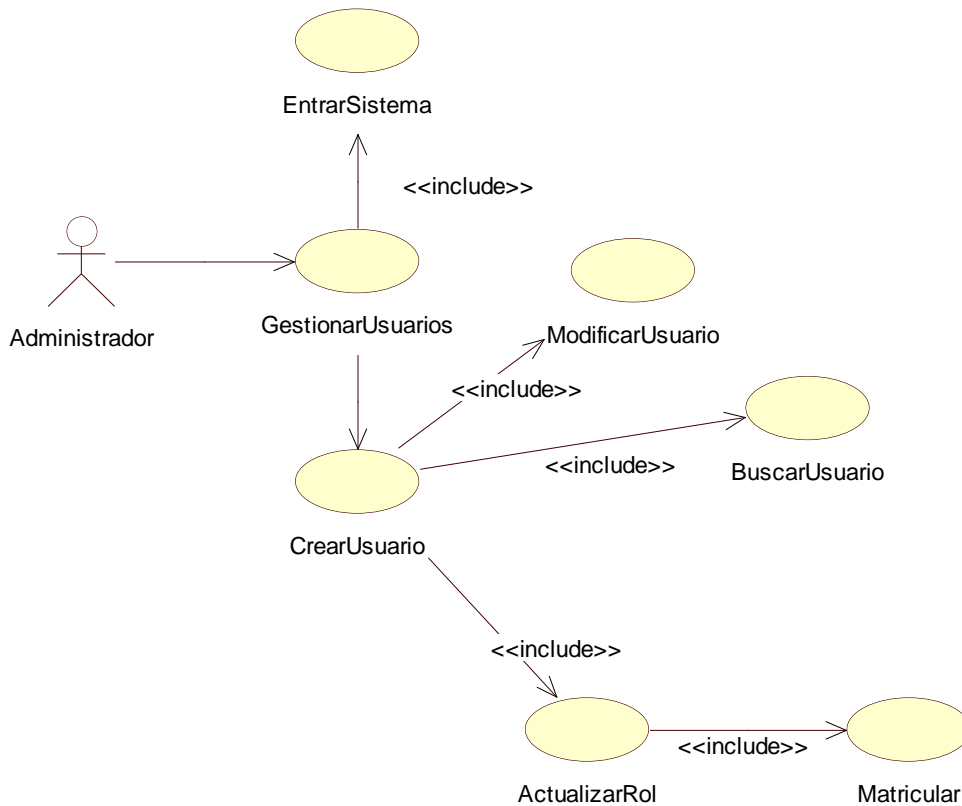 EntrarSistema
<<include>>
Administrador
GestionarUsuarios
ModificarUsuario
<<include>>
<<include>>
BuscarUsuario
CrearUsuario
<<include>>
<<include>>
ActualizarRol
Matricular